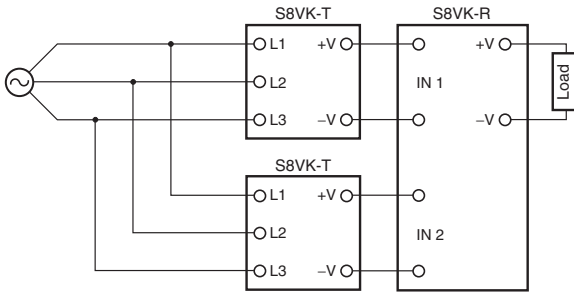 S8VK-T
S8VK-R
L1
+V
+V
L2
IN 1
Load
L3
−V
−V
S8VK-T
L1
+V
L2
IN 2
L3
−V